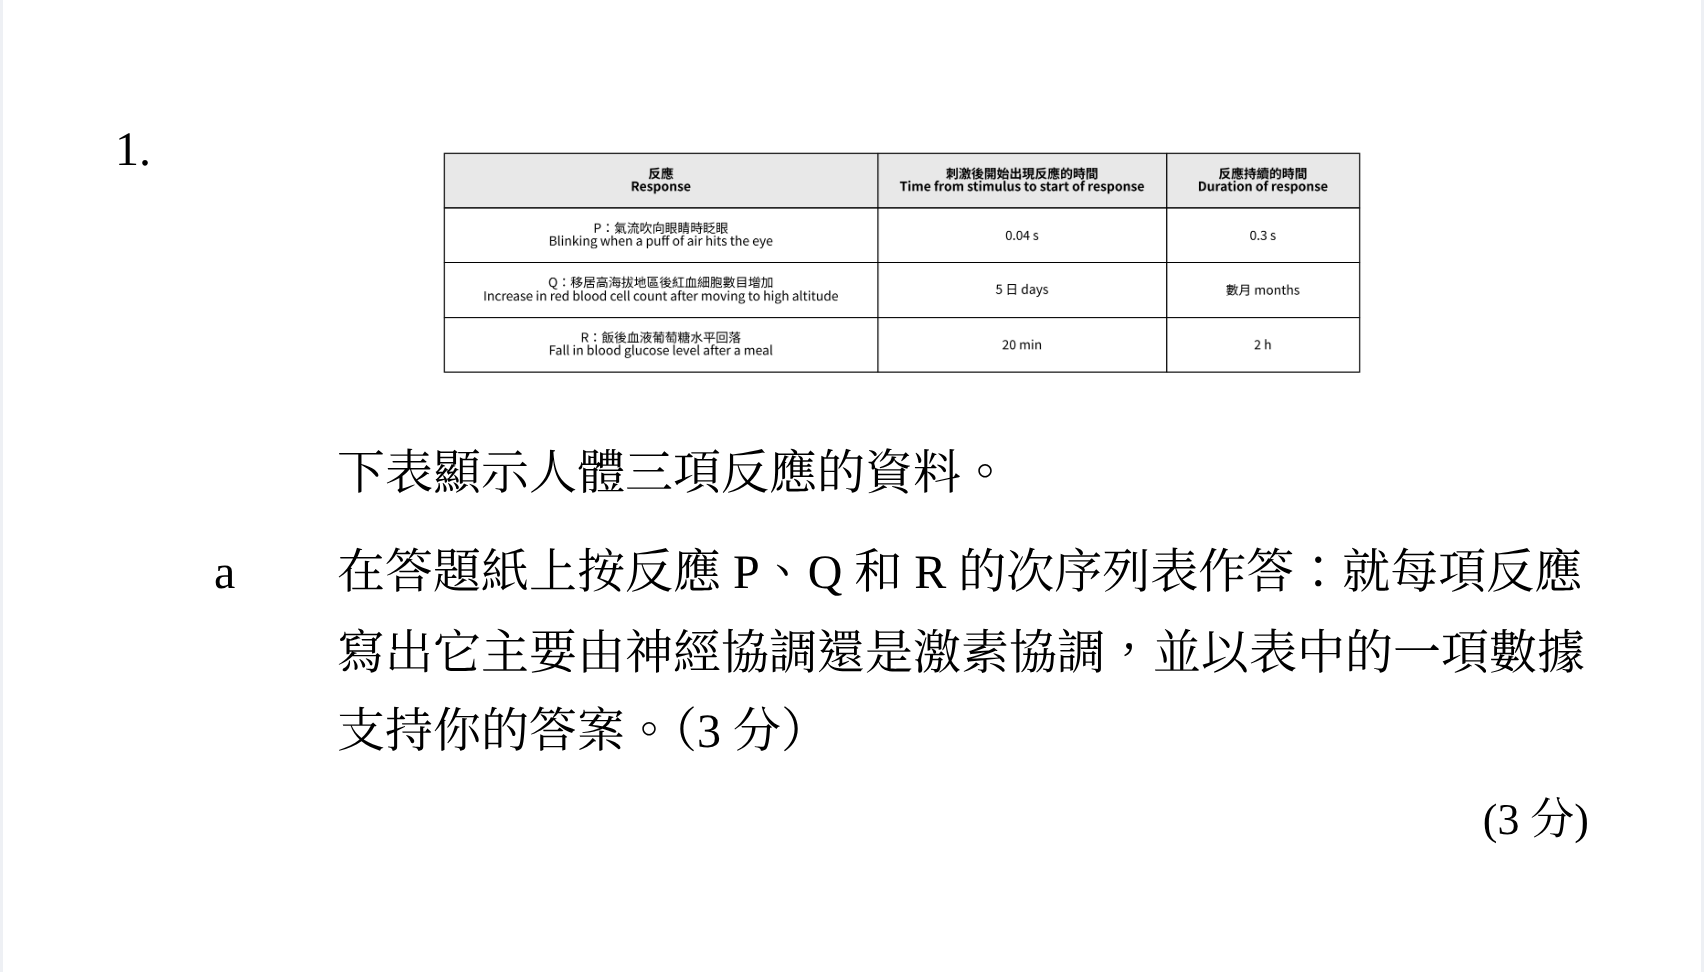 1.
反應 刺激後開始出現反應的時間 反應持續的時間
Response Time from stimulus to start of response Duration of response
P：氣流吹向眼睛時眨眼
Blinking when a puff of air hits the eye 0.04 s 0.3 s
Q：移居高海拔地區後紅血細胞數目增加
Increase in red blood cell count after moving to high altitude 5 日 days 數月 months
R：飯後血液葡萄糖水平回落
Fall in blood glucose level after a meal 20 min 2 h
下表顯示人體三項反應的資料。
a 在答題紙上按反應 P、Q 和 R 的次序列表作答：就每項反應
寫出它主要由神經協調還是激素協調，並以表中的一項數據
支持你的答案。（3 分）
(3 分)